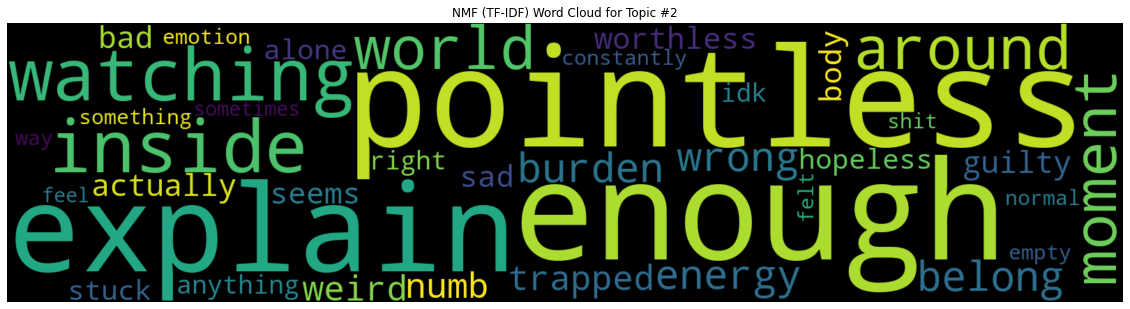 NMF (TF-IDF) Word Cloud for Topic #2
bad emotion alone world worthless body around
watching constantly idk
something sometimes pointless shit
way inside right sad burden wrong hopeless guilty moment
feel actually seems felt normal
explain enough
empty
stuck anything weird numb trapped energy belong